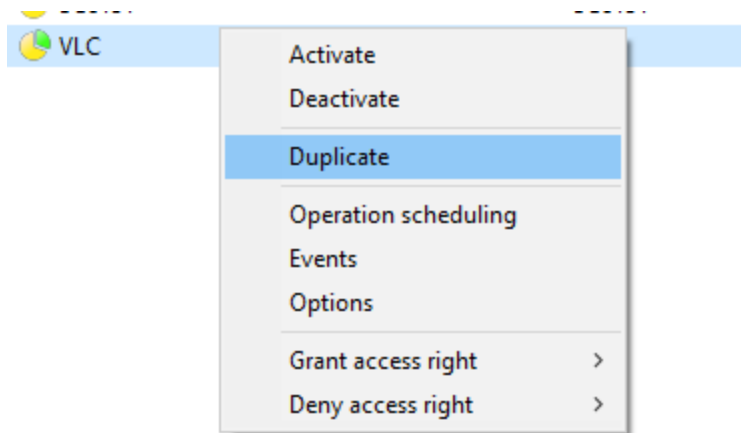 VLC
Activate
Deactivate
Duplicate
Operation scheduling
Events
Options
Grant access right
Deny access right